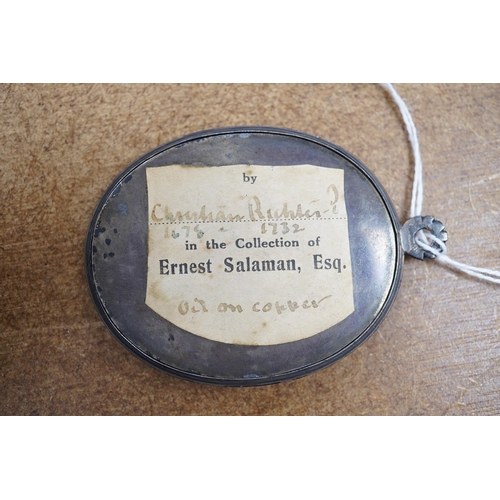 by
Christian Richter?
1678 - 1732
in the Collection of
Ernest Salaman, Esq.
Oil on copper